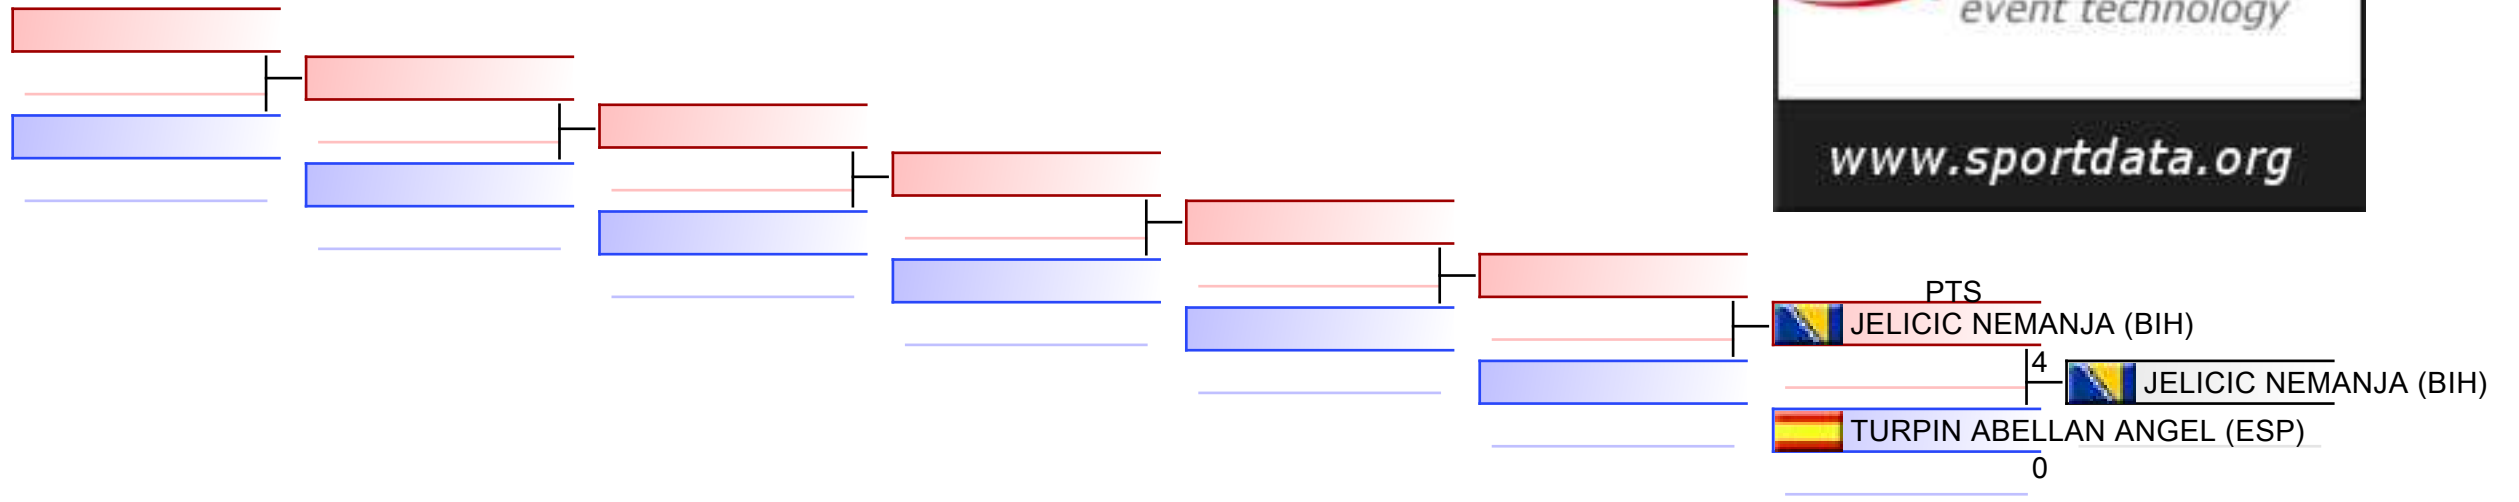 event technology
www.sportdata.org
PTS
JELICIC NEMANJA (BIH)
4
JELICIC NEMANJA (BIH)
TURPIN ABELLAN ANGEL (ESP)
0